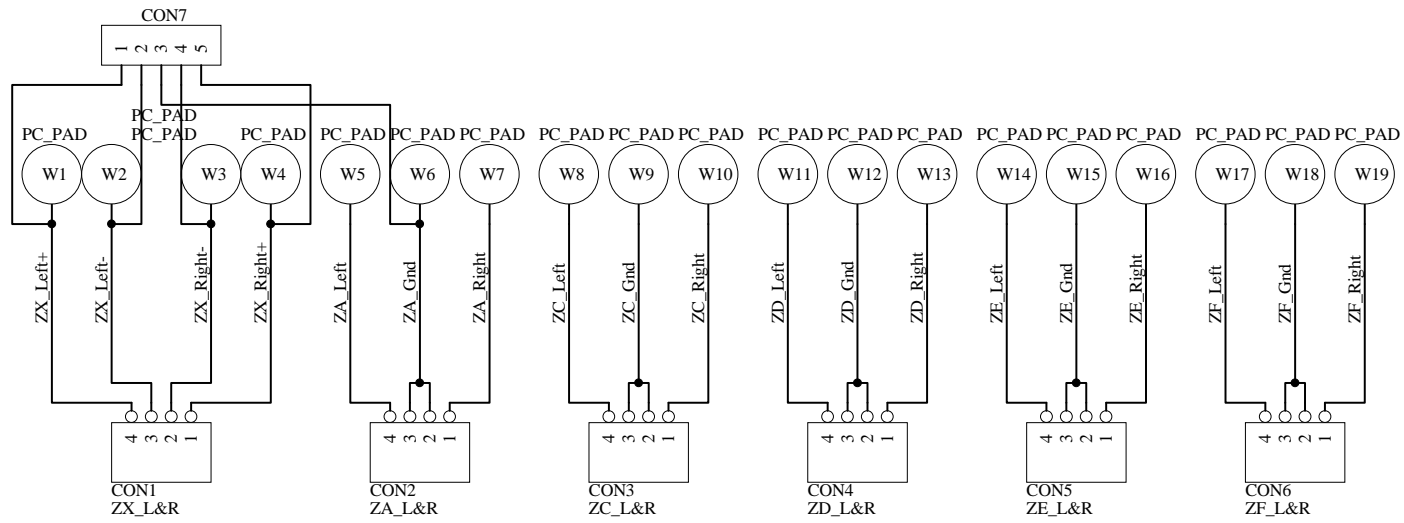 CON7
1 2 3 4 5
PC_PAD
PC_PAD PC_PAD PC_PAD PC_PAD PC_PAD PC_PAD PC_PAD PC_PAD PC_PAD PC_PAD PC_PAD PC_PAD PC_PAD PC_PAD PC_PAD PC_PAD PC_PAD PC_PAD
W1 W2 W3 W4 W5 W6 W7 W8 W9 W10 W11 W12 W13 W14 W15 W16 W17 W18 W19
ZX_Left+
ZX_Left-
ZX_Right-
ZX_Right+
ZA_Left
ZA_Gnd
ZA_Right
ZC_Left
ZC_Gnd
ZC_Right
ZD_Left
ZD_Gnd
ZD_Right
ZE_Left
ZE_Gnd
ZE_Right
ZF_Left
ZF_Gnd
ZF_Right
4 3 2 1
4 3 2 1
4 3 2 1
4 3 2 1
4 3 2 1
4 3 2 1
CON1
ZX_L&R
CON2
ZA_L&R
CON3
ZC_L&R
CON4
ZD_L&R
CON5
ZE_L&R
CON6
ZF_L&R